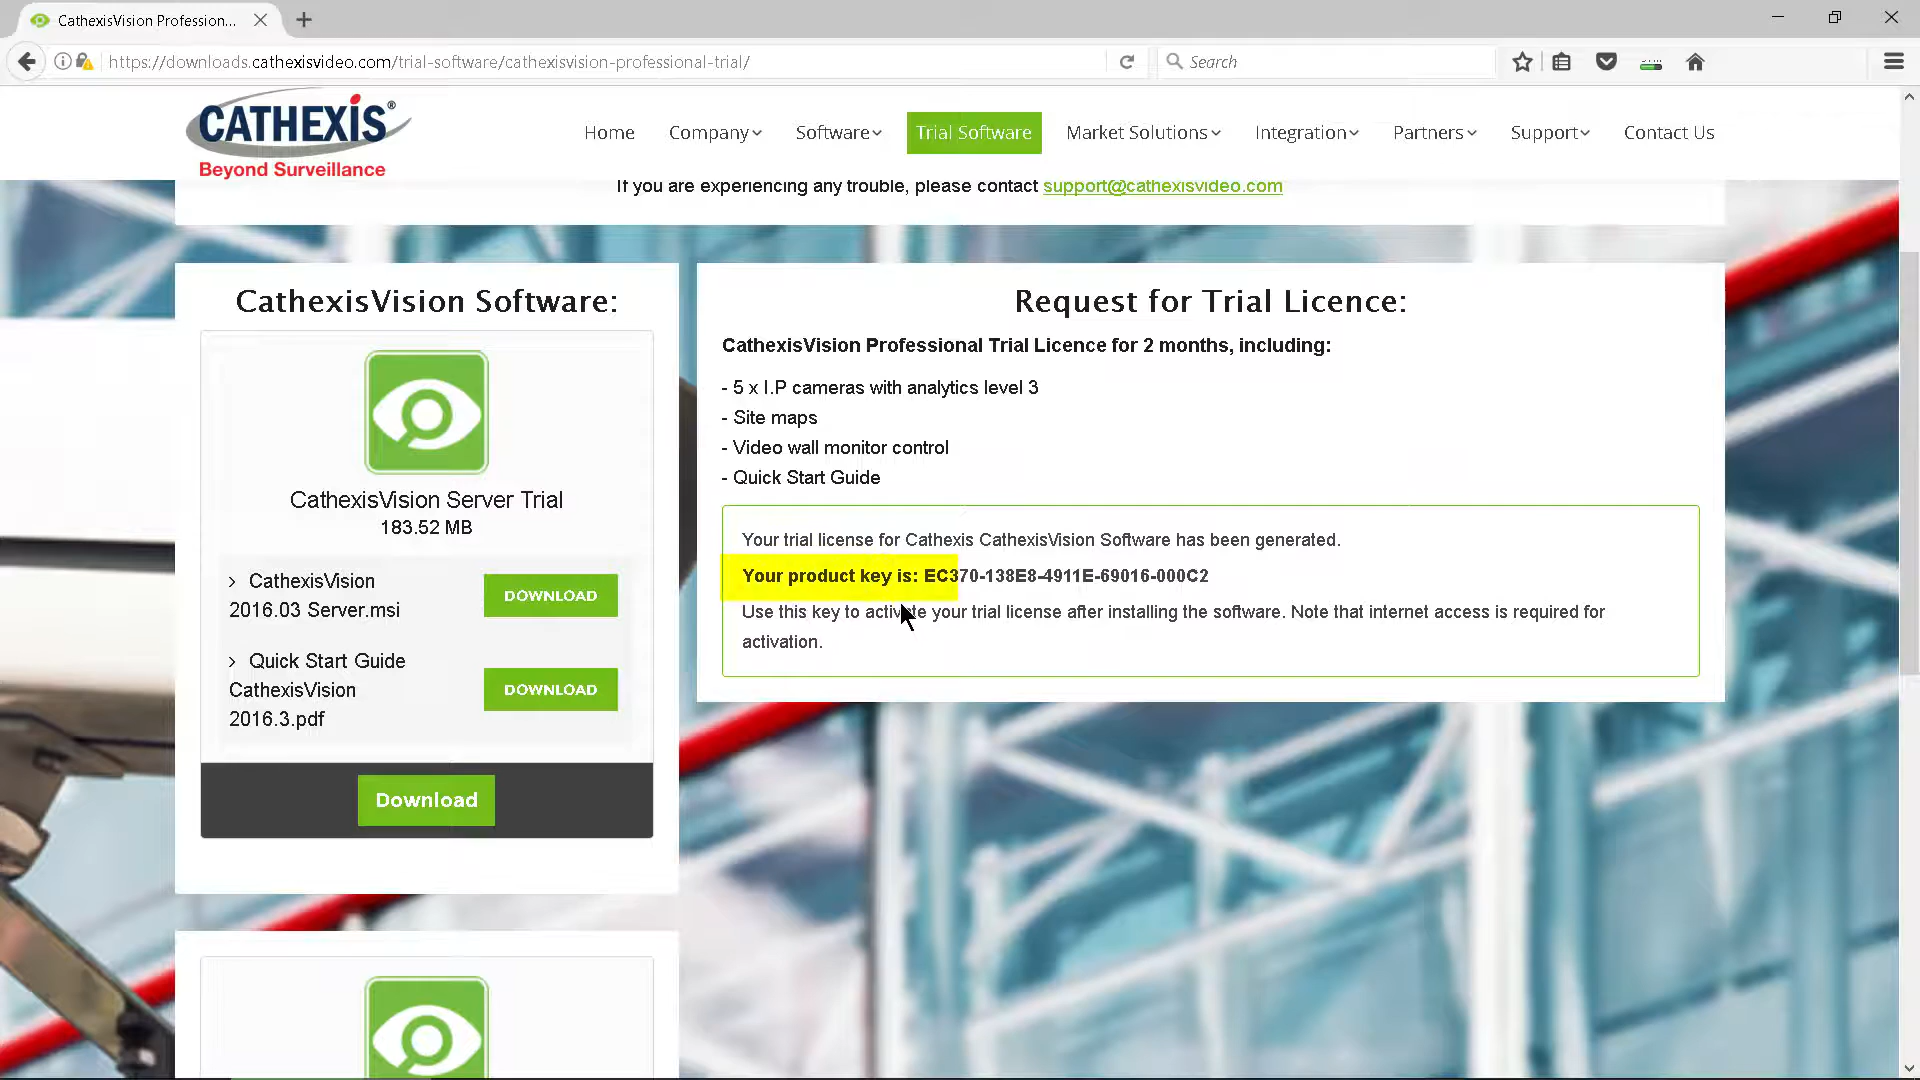 CathexisVision Profession...
https://downloads.cathexisvideo.com/trial-software/cathexisvision-professional-trial/
Search
CATHEXIS®
Beyond Surveillance
Home Company Software Trial Software Market Solutions Integration Partners Support Contact Us
If you are experiencing any trouble, please contact support@cathexisvideo.com
CathexisVision Software:
CathexisVision Server Trial
183.52 MB
CathexisVision
2016.03 Server.msi
DOWNLOAD
Quick Start Guide
CathexisVision
2016.3.pdf
DOWNLOAD
Download
Request for Trial Licence:
CathexisVision Professional Trial Licence for 2 months, including:
- 5 x I.P cameras with analytics level 3
- Site maps
- Video wall monitor control
- Quick Start Guide
Your trial license for Cathexis CathexisVision Software has been generated.
Your product key is: EC370-138E8-4911E-69016-000C2
Use this key to activate your trial license after installing the software. Note that internet access is required for
activation.